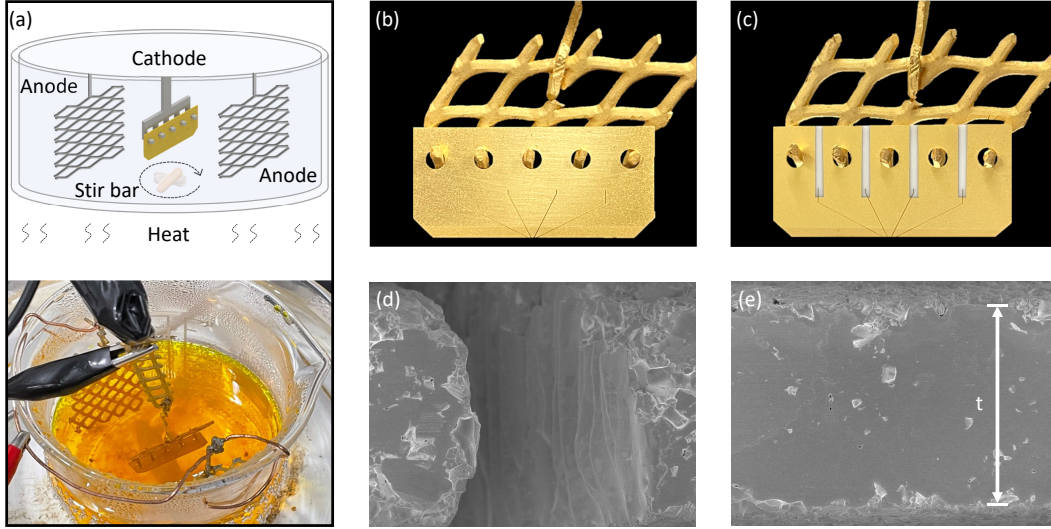 (a)
Cathode
Anode
Anode
Stir bar
Heat
(b)
(c)
(d)
(e)
t